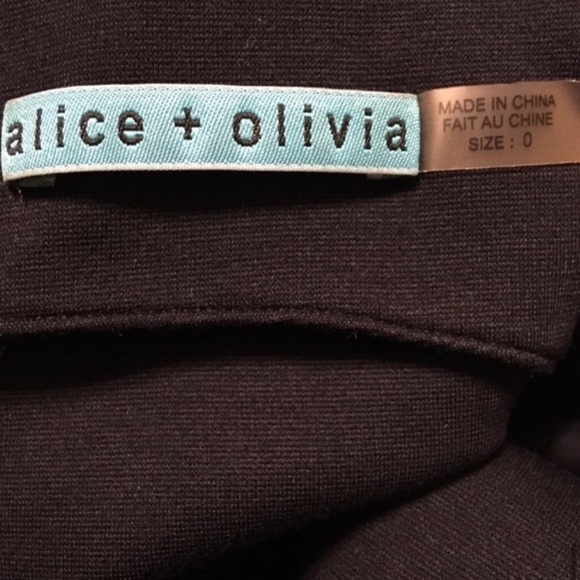 alice + olivia
MADE IN CHINA
FAIT AU CHINE
SIZE : 0